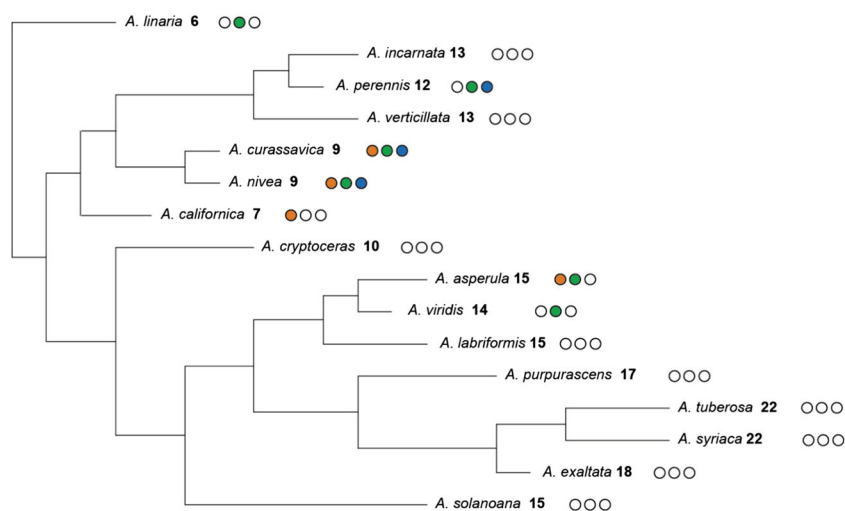 A. linaria 6
A. incarnata 13
A. perennis 12
A. verticillata 13
A. curassavica 9
A. nivea 9
A. californica 7
A. cryptoceras 10
A. asperula 15
A. viridis 14
A. labriformis 15
A. purpurascens 17
A. tuberosa 22
A. syriaca 22
A. exaltata 18
A. solanoana 15